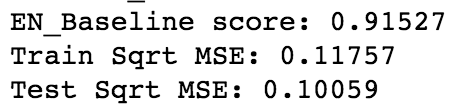 EN_Baseline score: 0.91527
Train Sqrt MSE: 0.11757
Test Sqrt MSE: 0.10059